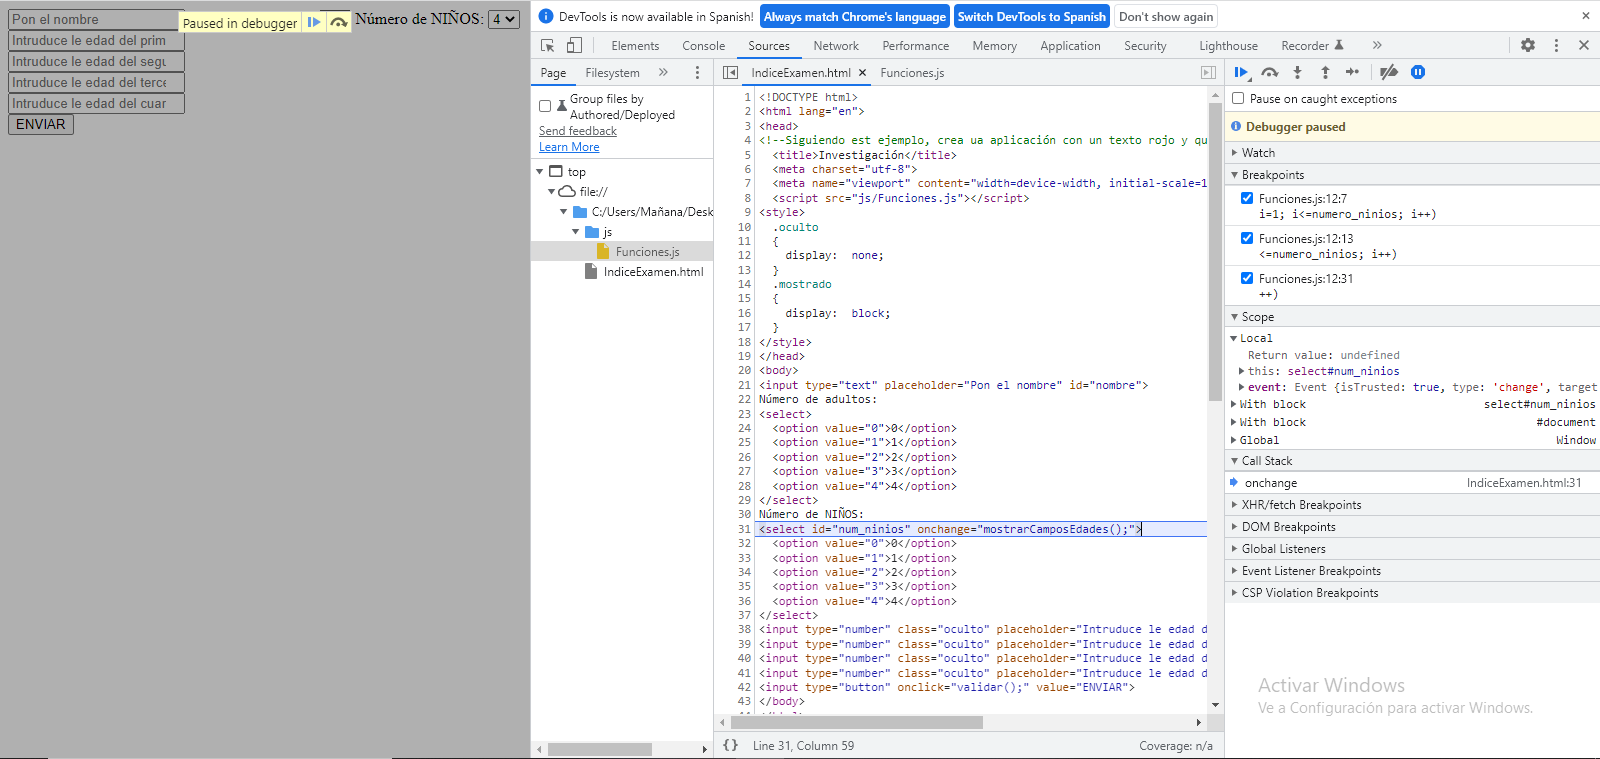 Pon el nombre
Paused in debugger
Número de NIÑOS: 4
Intruduce le edad del prim
Intruduce le edad del segu
Intruduce le edad del terce
Intruduce le edad del cuar
ENVIAR
DevTools is now available in Spanish! Always match Chrome's language Switch DevTools to Spanish Don't show again ×
Elements Console Sources Network Performance Memory Application Security Lighthouse Recorder »
Page Filesystem »
Group files by
Authored/Deployed
Send feedback
Learn More
top
file://
C:/Users/Mañana/Desk
js
Funciones.js
IndiceExamen.html
IndiceExamen.html × Funciones.js
1 <!DOCTYPE html>
2 <html lang="en">
3 <head>
4 <!--Siguiendo est ejemplo, crea ua aplicación con un texto rojo y qu
5 <title>Investigación</title>
6 <meta charset="utf-8">
7 <meta name="viewport" content="width=device-width, initial-scale=1
8 <script src="js/Funciones.js"></script>
9 <style>
10 .oculto
11 {
12 display: none;
13 }
14 .mostrado
15 {
16 display: block;
17 }
18 </style>
19 </head>
20 <body>
21 <input type="text" placeholder="Pon el nombre" id="nombre">
22 Número de adultos:
23 <select>
24 <option value="0">0</option>
25 <option value="1">1</option>
26 <option value="2">2</option>
27 <option value="3">3</option>
28 <option value="4">4</option>
29 </select>
30 Número de NIÑOS:
31 <select id="num_ninios" onchange="mostrarCamposEdades();">
32 <option value="0">0</option>
33 <option value="1">1</option>
34 <option value="2">2</option>
35 <option value="3">3</option>
36 <option value="4">4</option>
37 </select>
38 <input type="number" class="oculto" placeholder="Intruduce le edad d
39 <input type="number" class="oculto" placeholder="Intruduce le edad d
40 <input type="number" class="oculto" placeholder="Intruduce le edad d
41 <input type="number" class="oculto" placeholder="Intruduce le edad d
42 <input type="button" onclick="validar();" value="ENVIAR">
43 </body>
{ } Line 31, Column 59 Coverage: n/a
Pause on caught exceptions
Debugger paused
Watch
Breakpoints
Funciones.js:12:7
i=1; i<=numero_ninios; i++)
Funciones.js:12:13
<=numero_ninios; i++)
Funciones.js:12:31
++)
Scope
Local
Return value: undefined
this: select#num_ninios
event: Event {isTrusted: true, type: 'change', target
With block select#num_ninios
With block #document
Global Window
Call Stack
onchange IndiceExamen.html:31
XHR/fetch Breakpoints
DOM Breakpoints
Global Listeners
Event Listener Breakpoints
CSP Violation Breakpoints
Activar Windows
Ve a Configuración para activar Windows.